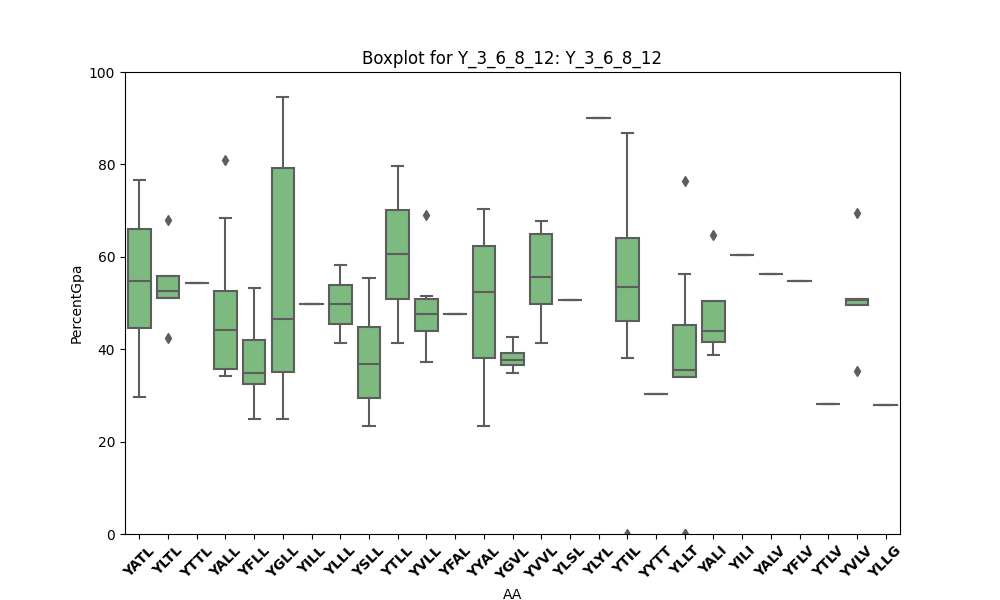 Boxplot for Y_3_6_8_12: Y_3_6_8_12
100
80
60
40
20
0
PercentGpa
YATL YLTL YTTL YALL YFLL YGLL YILL YLLL YSLL YTLL YVLL YFAL YYAL YGVL YVVL YLSL YLYL YTIL YYTT YLLT YALI YILI YALV YFLV YTLV YVLV YLLG
AA